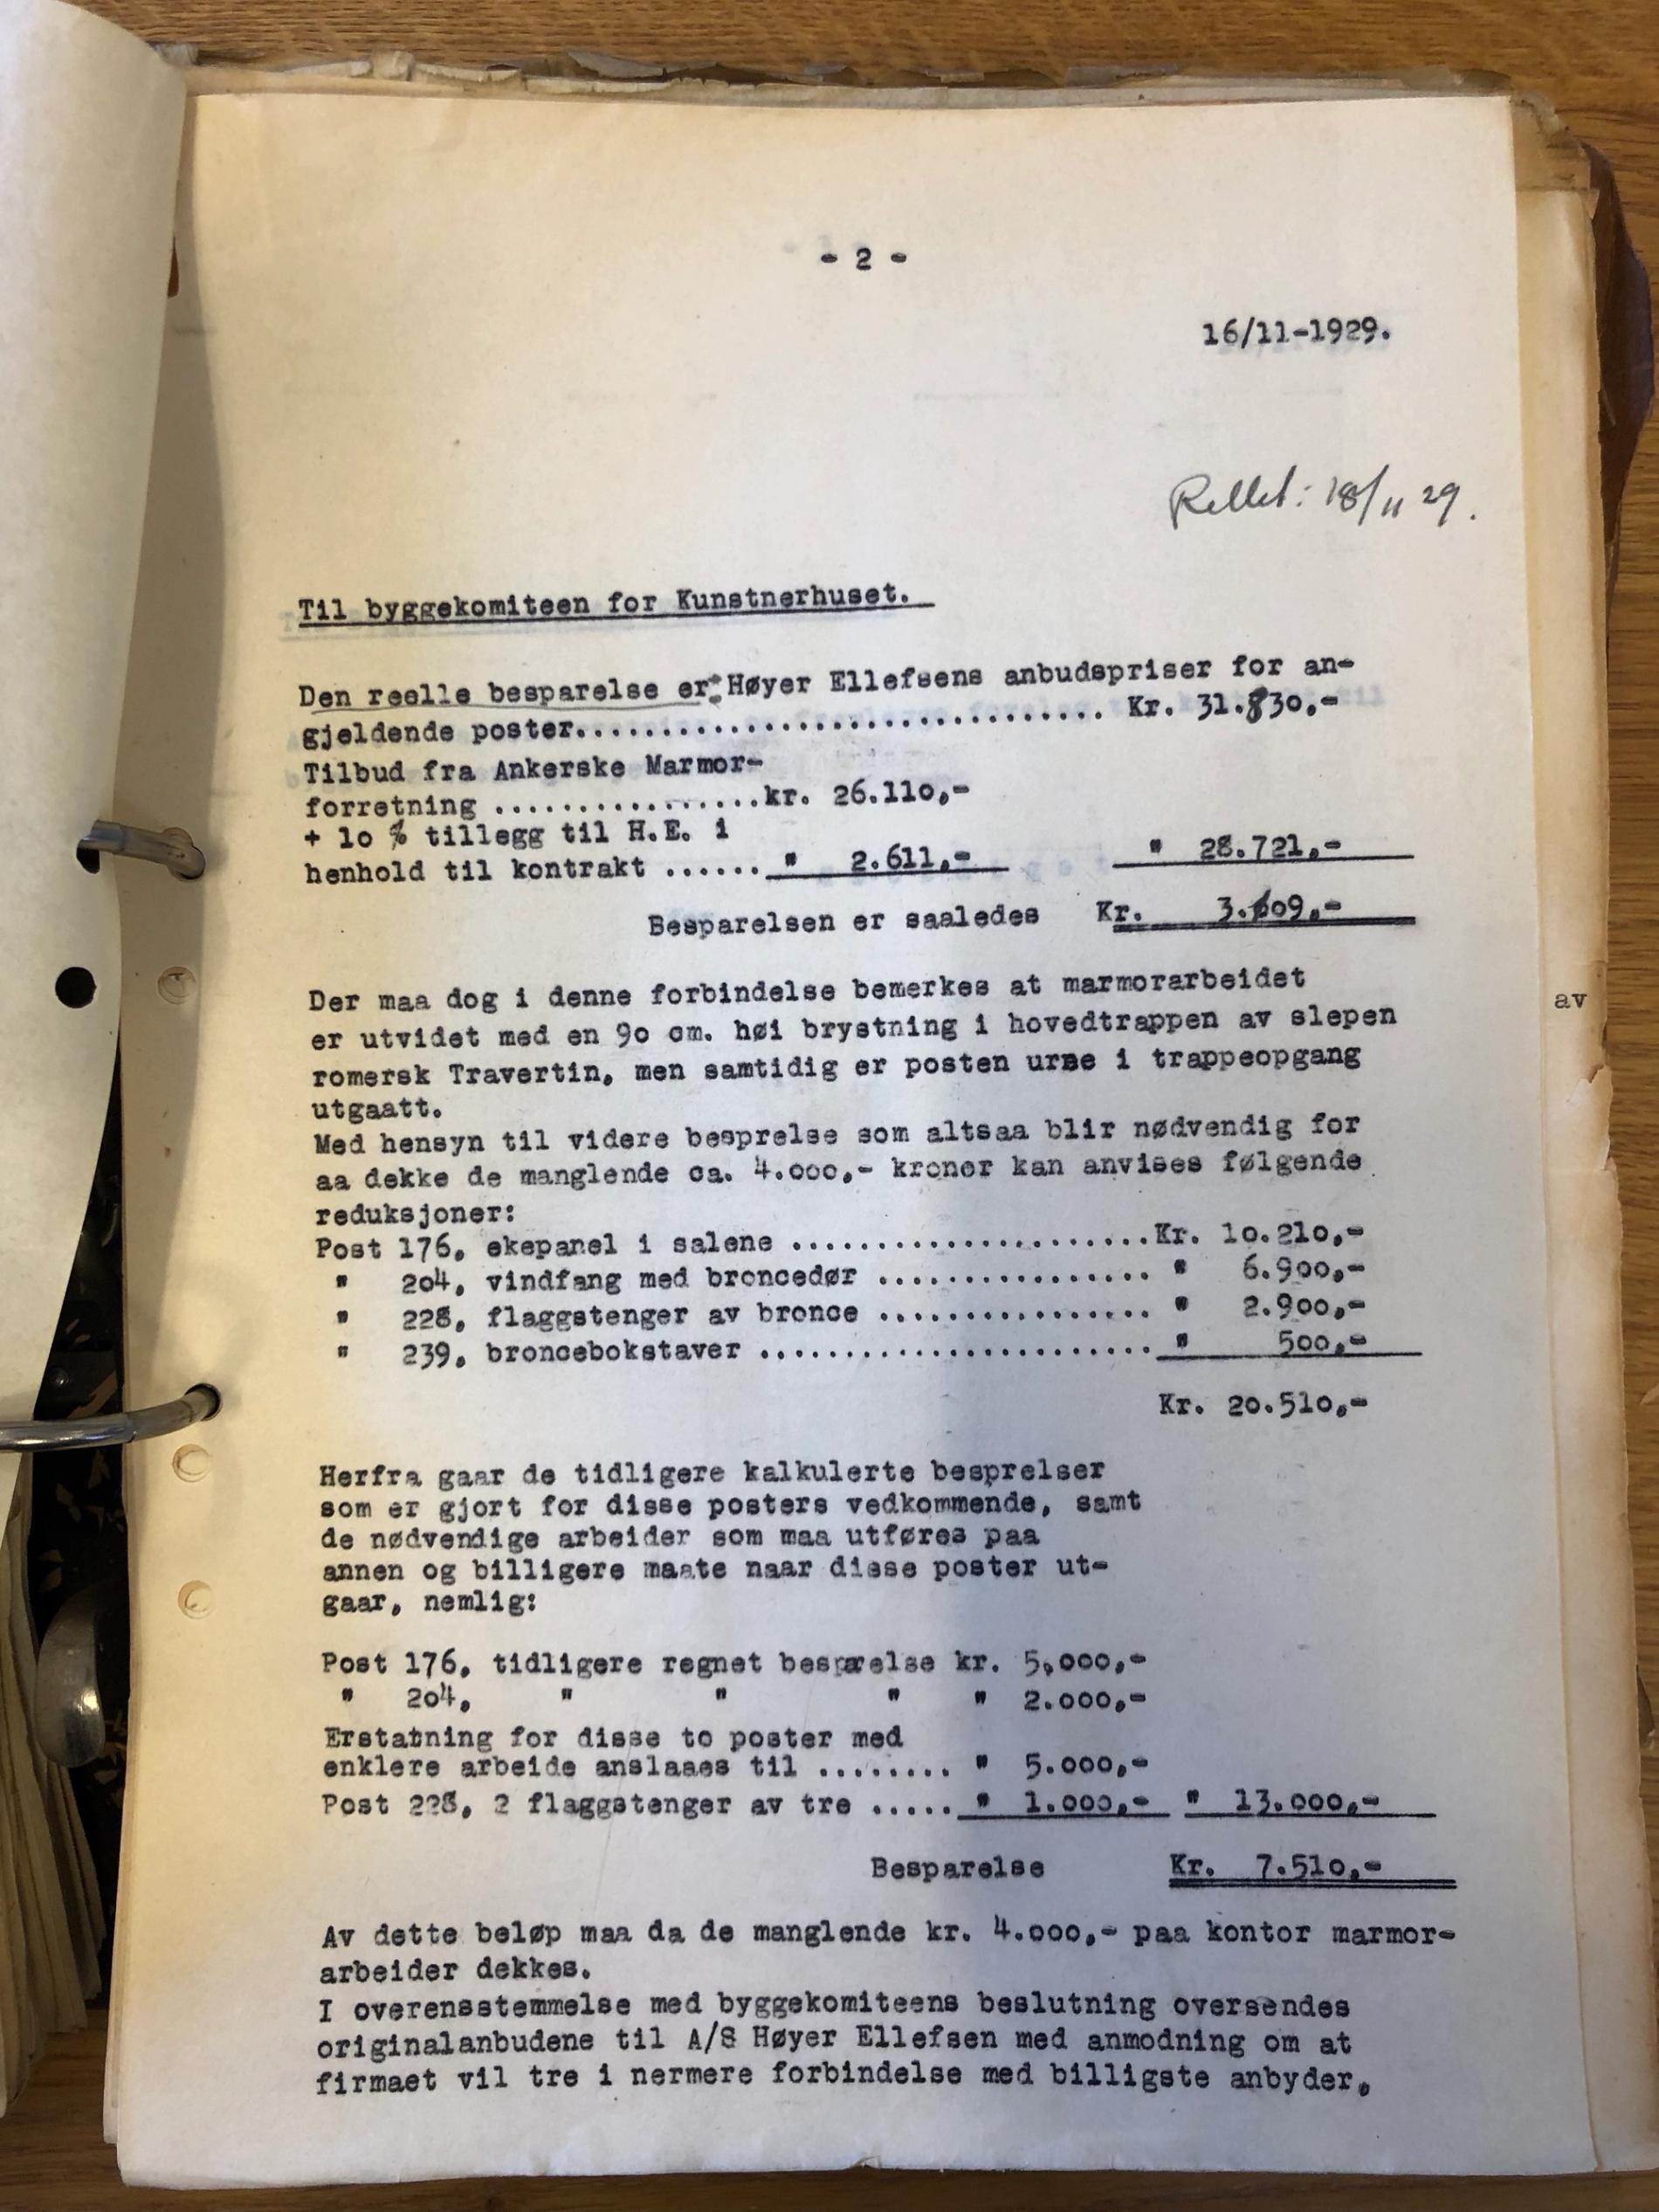 - 2 -
16/11-1929.
Rettet: 18/11 29.
Til byggekomiteen for Kunstnerhuset.
Den reelle besparelse er: Høyer Ellefsens anbudspriser for an-
gjeldende poster................................. Kr. 31.830,-
Tilbud fra Ankerske Marmor-
forretning ................kr. 26.110,-
+ 10 % tillegg til H.E. i
henhold til kontrakt ...... " 2.611,- " 28.721,-
Besparelsen er saaledes Kr. 3.109,-
Der maa dog i denne forbindelse bemerkes at marmorarbeidet
er utvidet med en 90 cm. høi brystning i hovedtrappen av slepen
romersk Travertin, men samtidig er posten urne i trappeopgang
utgaatt.
Med hensyn til videre besprelse som altsaa blir nødvendig for
aa dekke de manglende ca. 4.000,- kroner kan anvises følgende
reduksjoner:
Post 176, ekepanel i salene ......................Kr. 10.210,-
" 204, vindfang med broncedør ................. " 6.900,-
" 228, flaggstenger av bronce ................. " 2.900,-
" 239, broncebokstaver ........................ " 500,-
Kr. 20.510,-
Herfra gaar de tidligere kalkulerte besprelser
som er gjort for disse posters vedkommende, samt
de nødvendige arbeider som maa utføres paa
annen og billigere maate naar disse poster ut-
gaar, nemlig:
Post 176, tidligere regnet besprelse kr. 5,000,-
" 204, " " " " 2.000,-
Erstatning for disse to poster med
enklere arbeide anslaaes til ........ " 5.000,-
Post 228, 2 flaggstenger av tre ..... " 1.000,- " 13.000,-
Besparelse Kr. 7.510,-
Av dette beløp maa da de manglende kr. 4.000,- paa kontor marmor-
arbeider dekkes.
I overensstemmelse med byggekomiteens beslutning oversendes
originalanbudene til A/S Høyer Ellefsen med anmodning om at
firmaet vil tre i nermere forbindelse med billigste anbyder.
av